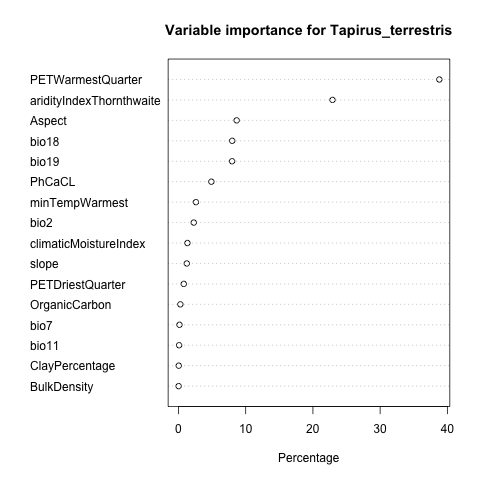 Variable importance for Tapirus_terrestris
PETWarmestQuarter
aridityIndexThornthwaite
Aspect
bio18
bio19
PhCaCL
minTempWarmest
bio2
climaticMoistureIndex
slope
PETDriestQuarter
OrganicCarbon
bio7
bio11
ClayPercentage
BulkDensity
0 10 20 30 40
Percentage